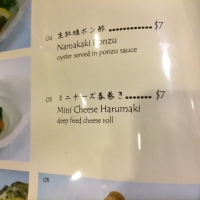 04 生牡蠣ポン酢 ............ $7
Namakaki Ponzu
oyster served in ponzu sauce
05 ミニチーズ春巻き ....... $7
Mini Cheese Harumaki
deep fried cheese roll
05